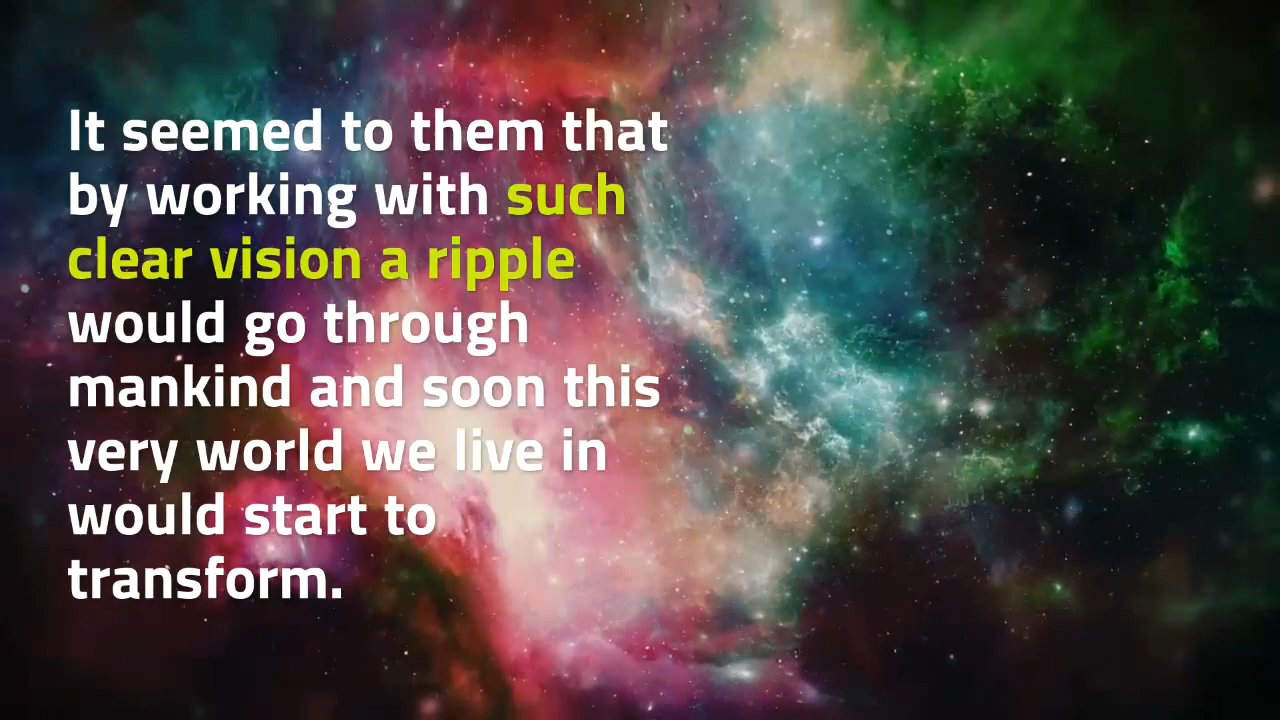 It seemed to them that
by working with such
clear vision a ripple
would go through
mankind and soon this
very world we live in
would start to
transform.